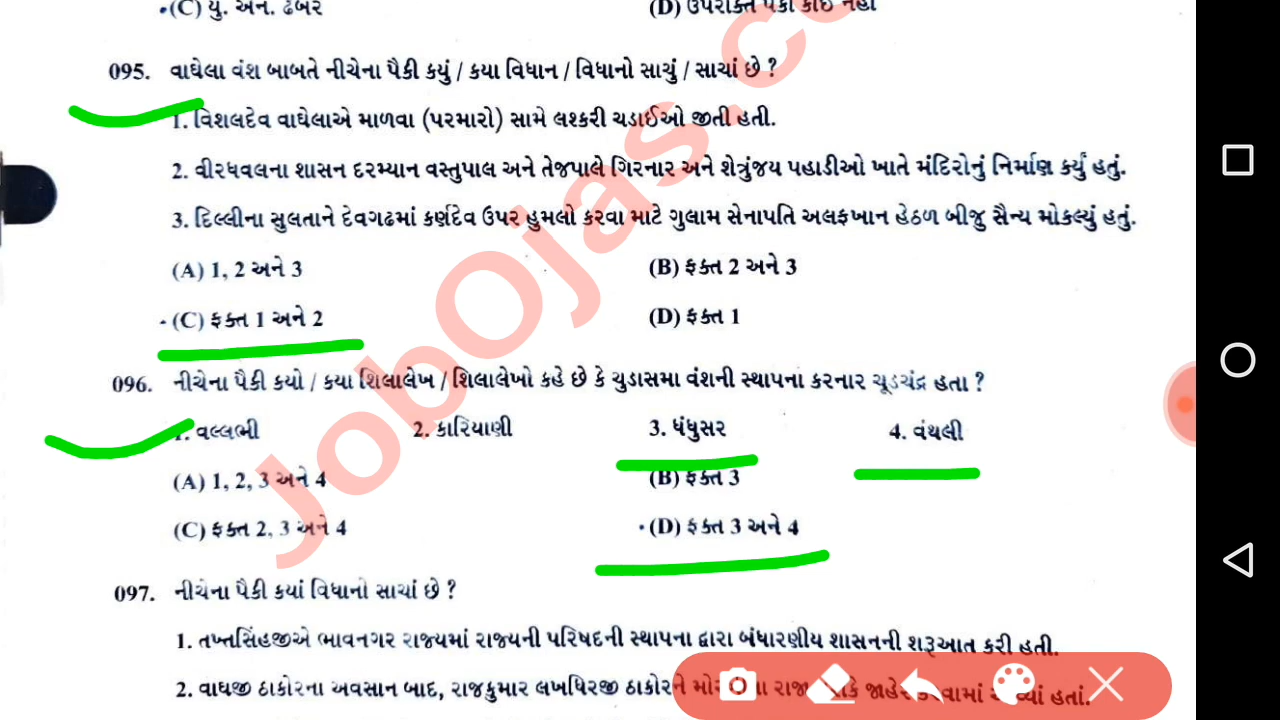 (C) યુ. એન. ઢેબર
(D) ઉપરોક્ત પૈકી કોઈ નહીં
095. વાઘેલા વંશ બાબતે નીચેના પૈકી કયું / કયા વિધાન / વિધાનો સાચું / સાચાં છે ?
1. વિશલદેવ વાઘેલાએ માળવા (પરમારો) સામે લશ્કરી ચડાઈઓ જીતી હતી.
2. વીરધવલના શાસન દરમ્યાન વસ્તુપાલ અને તેજપાલે ગિરનાર અને શેત્રુંજય પહાડીઓ ખાતે મંદિરોનું નિર્માણ કર્યું હતું.
3. દિલ્લીના સુલતાને દેવગઢમાં કર્ણદેવ ઉપર હુમલો કરવા માટે ગુલામ સેનાપતિ અલફખાન હેઠળ બીજુ સૈન્ય મોકલ્યું હતું.
(A) 1, 2 અને 3
(B) ફક્ત 2 અને 3
(C) ફક્ત 1 અને 2
(D) ફક્ત 1
096. નીચેના પૈકી કયો / કયા શિલાલેખ / શિલાલેખો કહે છે કે ચુડાસમા વંશની સ્થાપના કરનાર ચૂડચંદ્ર હતા ?
1. વલ્લભી 2. કારિયાણી 3. ધંધુસર 4. વંથલી
(A) 1, 2, 3 અને 4
(B) ફક્ત 3
(C) ફક્ત 2, 3 અને 4
(D) ફક્ત 3 અને 4
097. નીચેના પૈકી કયાં વિધાનો સાચાં છે ?
1. તખ્તસિંહજીએ ભાવનગર રાજ્યમાં રાજ્યની પરિષદની સ્થાપના દ્વારા બંધારણીય શાસનની શરૂઆત કરી હતી.
2. વાઘજી ઠાકોરના અવસાન બાદ, રાજકુમાર લખધિરજી ઠાકોરને હતાં.
JobOjas.co